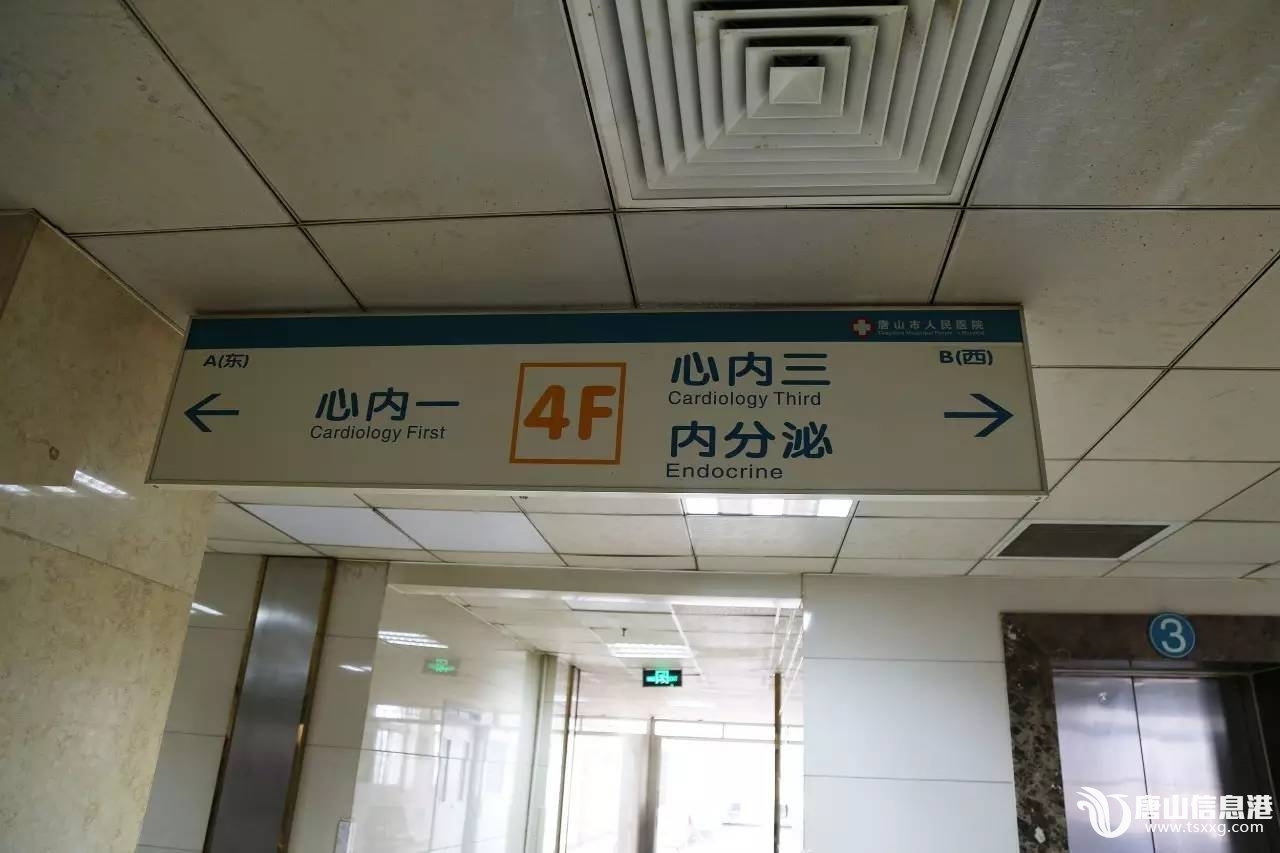 唐山市人民医院
A(东)
B(西)
心内一
Cardiology First
4F
心内三
Cardiology Third
内分泌
Endocrine
3
唐山信息港
www.tsxxg.com